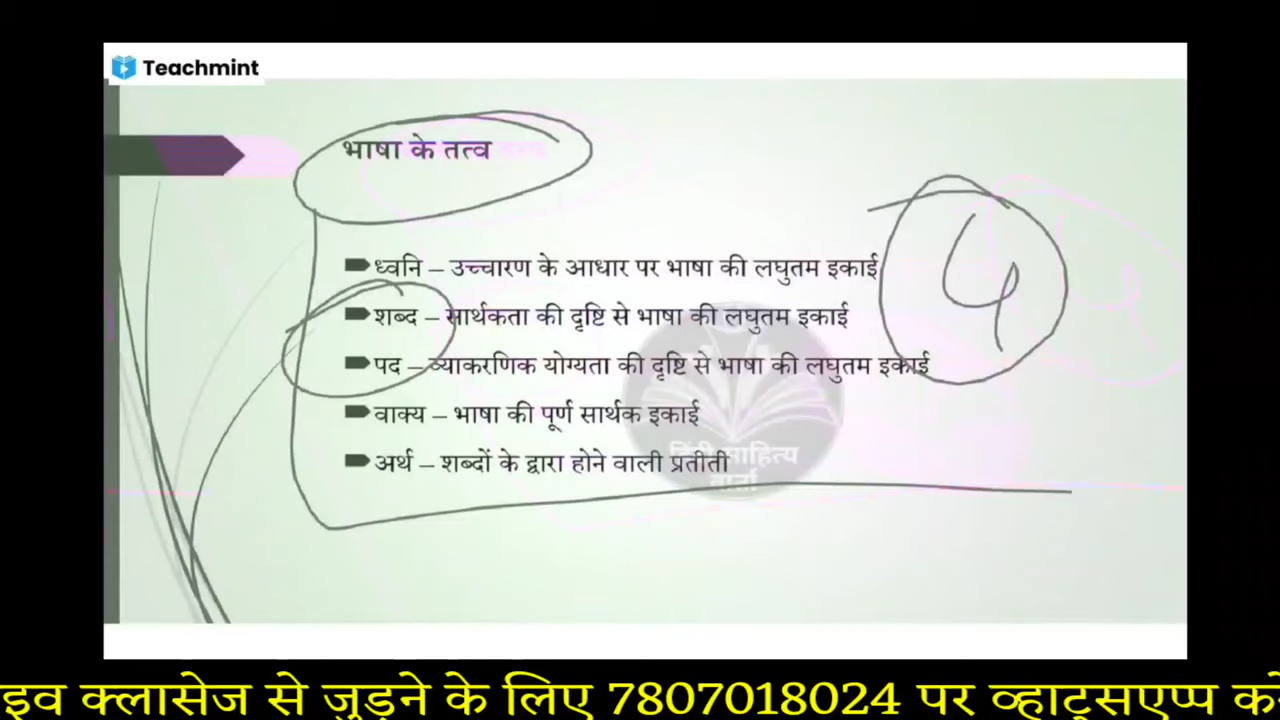 Teachmint
भाषा के तत्व
ध्वनि – उच्चारण के आधार पर भाषा की लघुतम इकाई
4
शब्द – सार्थकता की दृष्टि से भाषा की लघुतम इकाई
पद – व्याकरणिक योग्यता की दृष्टि से भाषा की लघुतम इकाई
वाक्य – भाषा की पूर्ण सार्थक इकाई
अर्थ – शब्दों के द्वारा होने वाली प्रतीती
हिंदी साहित्य
वार्ता
इव क्लासेज से जुड़ने के लिए 7807018024 पर व्हाट्सएप्प को